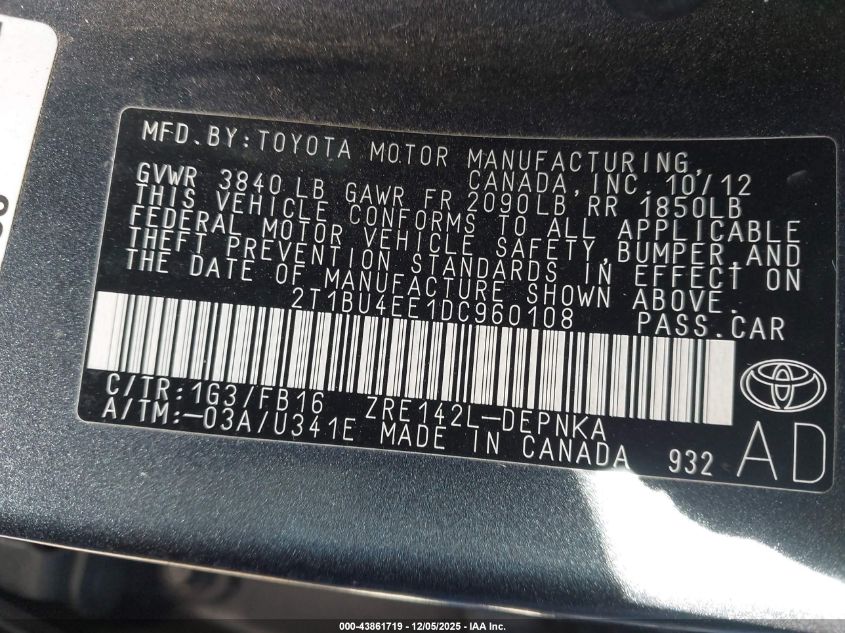 MFD.BY:TOYOTA MOTOR MANUFACTURING,
CANADA,INC. 10/12
GVWR 3840 LB GAWR FR 2090LB RR 1850LB
THIS VEHICLE CONFORMS TO ALL APPLICABLE
FEDERAL MOTOR VEHICLE SAFETY,BUMPER,AND
THEFT PREVENTION STANDARDS IN EFFECT ON
THE DATE OF MANUFACTURE SHOWN ABOVE.
2T1BU4EE1DC960108 PASS.CAR
C/TR:1G3/FB16 ZRE142L-DEPNKA
A/TM:-03A/U341E MADE IN CANADA 932 AD
000-43861719 - 12/05/2025 - IAA Inc.